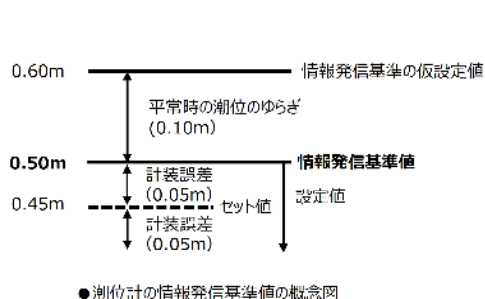 0.60m 情報発信基準の仮設定値
平常時の潮位のゆらぎ
(0.10m)
0.50m 情報発信基準値
計装誤差
(0.05m)
設定値
0.45m セット値
計装誤差
(0.05m)
●潮位計の情報発信基準値の概念図